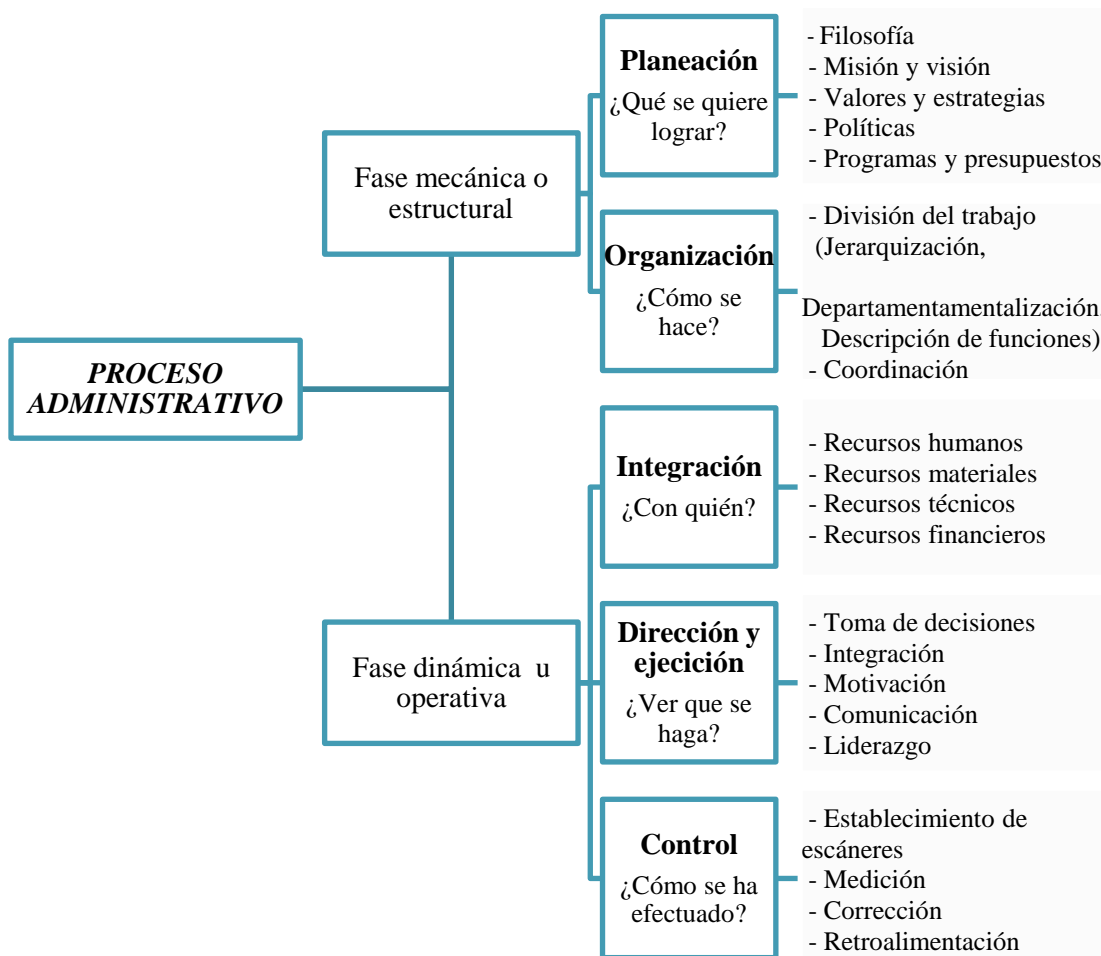 PROCESO
ADMINISTRATIVO
Fase mecánica o
estructural
Planeación
¿Qué se quiere
lograr?
- Filosofía
- Misión y visión
- Valores y estrategias
- Políticas
- Programas y presupuestos
Organización
¿Cómo se
hace?
- División del trabajo
(Jerarquización,
Departamentamentalización.
Descripción de funciones)
- Coordinación
Fase dinámica u
operativa
Integración
¿Con quién?
- Recursos humanos
- Recursos materiales
- Recursos técnicos
- Recursos financieros
Dirección y
ejecición
¿Ver que se
haga?
- Toma de decisiones
- Integración
- Motivación
- Comunicación
- Liderazgo
Control
¿Cómo se ha
efectuado?
- Establecimiento de
escáneres
- Medición
- Corrección
- Retroalimentación